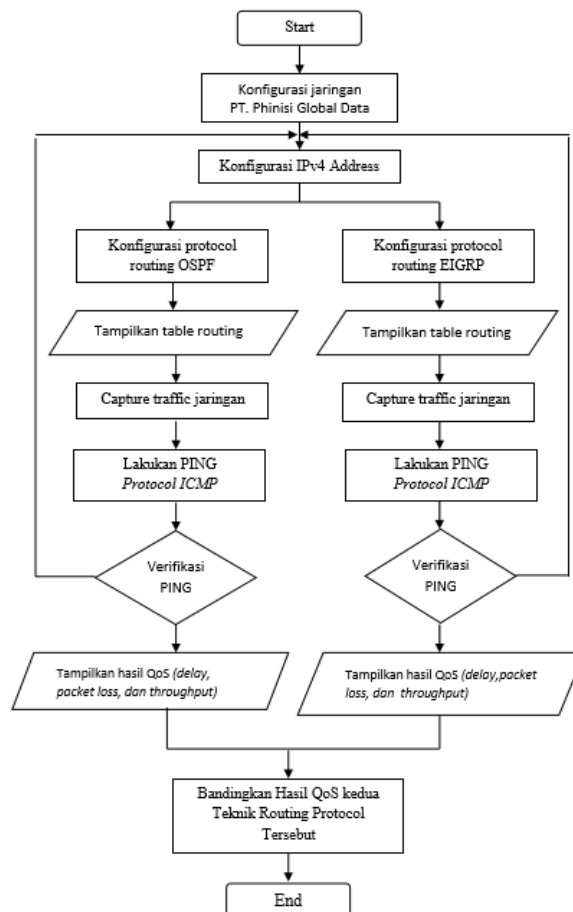 Start
Konfigurasi jaringan
PT. Phinisi Global Data
Konfigurasi IPv4 Address
Konfigurasi protocol
routing OSPF
Konfigurasi protocol
routing EIGRP
Tampilkan table routing
Tampilkan table routing
Capture traffic jaringan
Capture traffic jaringan
Lakukan PING
Protocol ICMP
Lakukan PING
Protocol ICMP
Verifikasi
PING
Verifikasi
PING
Tampilkan hasil QoS (delay,
packet loss, dan throughput)
Tampilkan hasil QoS (delay,packet
loss, dan throughput)
Bandingkan Hasil QoS kedua
Teknik Routing Protocol
Tersebut
End